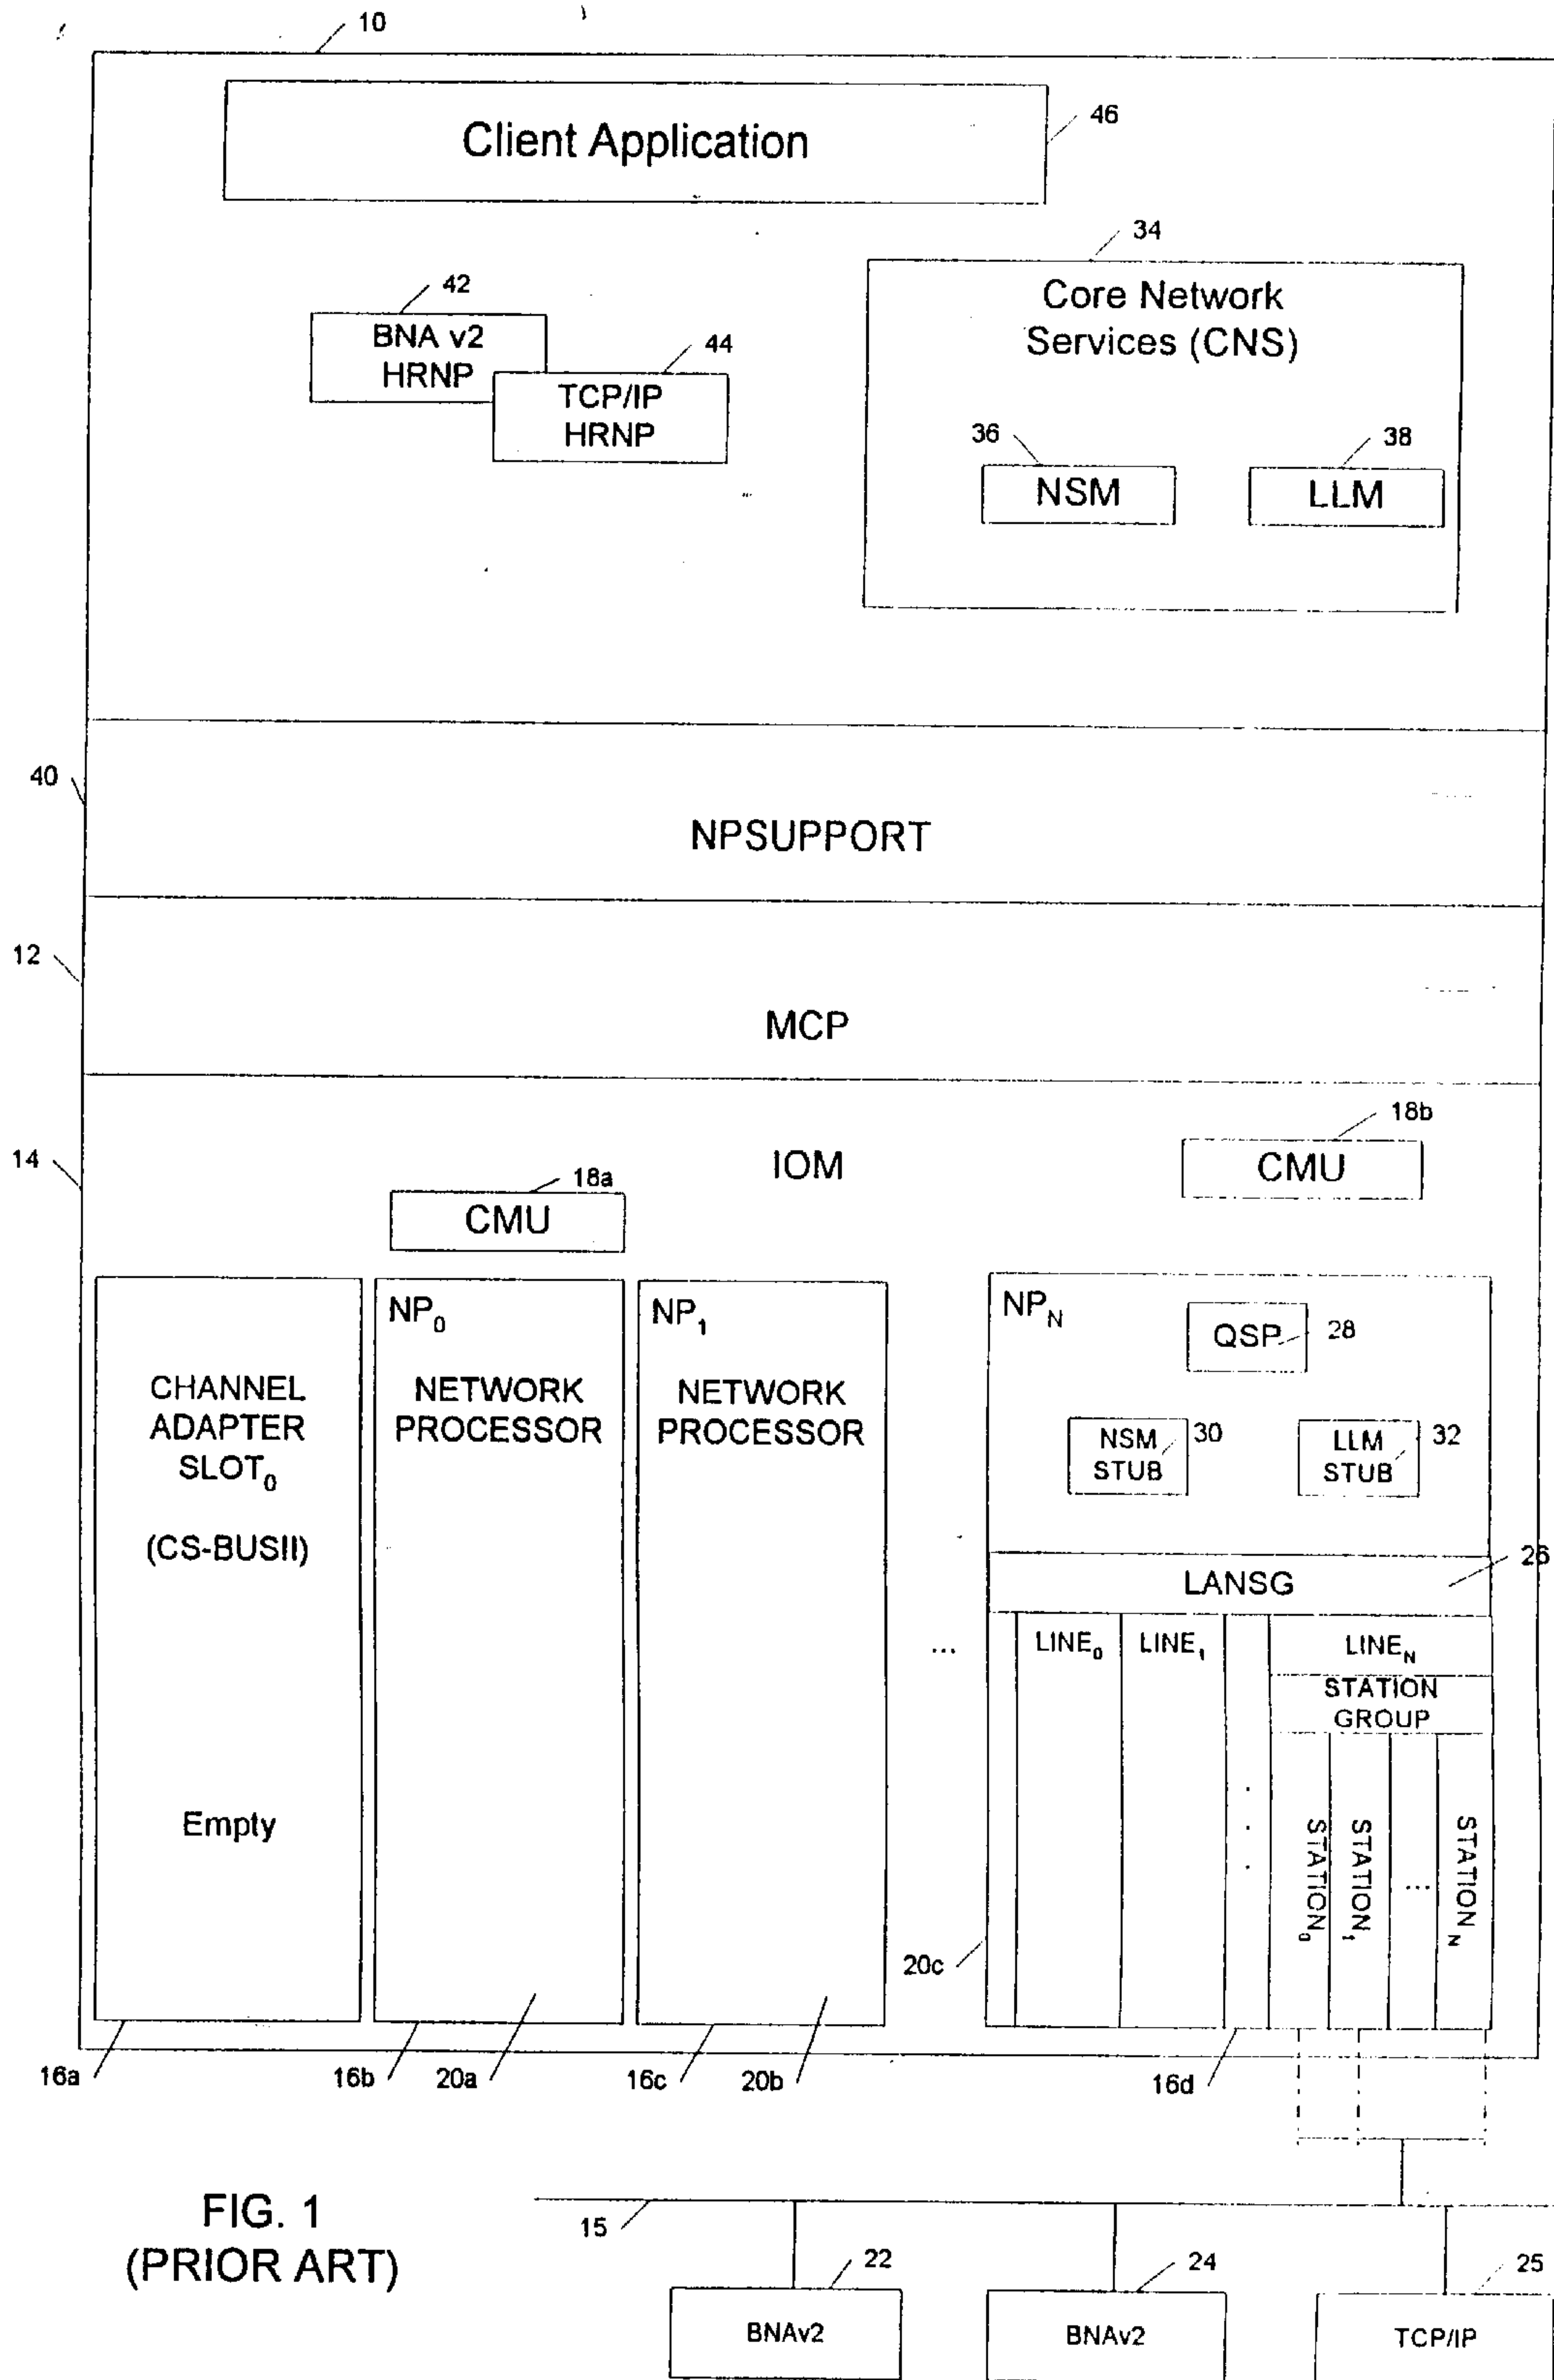 10
Client Application
46
34
Core Network
Services (CNS)
42
BNA v2
HRNP
44
TCP/IP
HRNP
36
NSM
38
LLM
40
NPSUPPORT
12
MCP
14
IOM
18a
CMU
18b
CMU
CHANNEL
ADAPTER
SLOT0
(CS-BUSII)
Empty
NP0
NETWORK
PROCESSOR
NP1
NETWORK
PROCESSOR
...
NPN
QSP
28
NSM
STUB
30
LLM
STUB
32
LANSG
26
LINE0
LINE1
...
LINEN
STATION
GROUP
STATION0
STATION1
...
STATIONN
20c
16a
16b
20a
16c
20b
16d
FIG. 1
(PRIOR ART)
15
22
BNAv2
24
BNAv2
25
TCP/IP